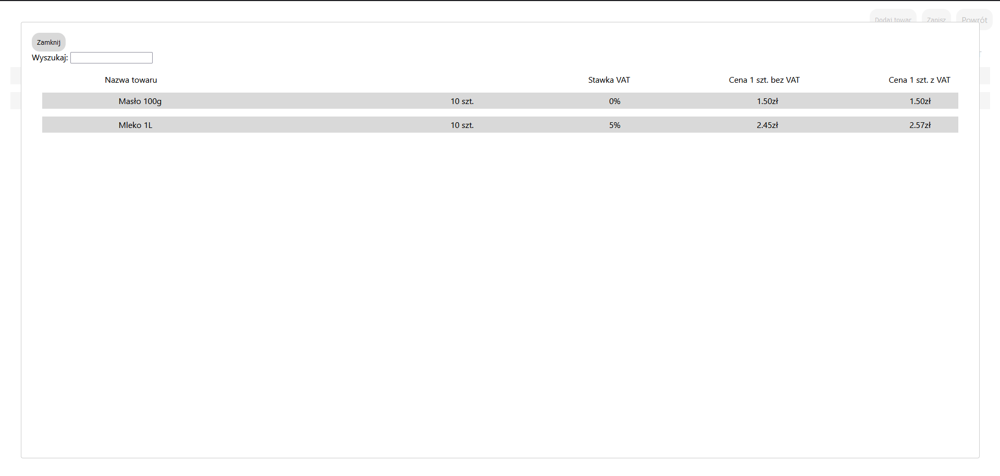 Dodaj towar Zapisz Powrót
Zamknij
Wyszukaj:
Nazwa towaru Stawka VAT Cena 1 szt. bez VAT Cena 1 szt. z VAT
Masło 100g 10 szt. 0% 1.50zł 1.50zł
Mleko 1L 10 szt. 5% 2.45zł 2.57zł